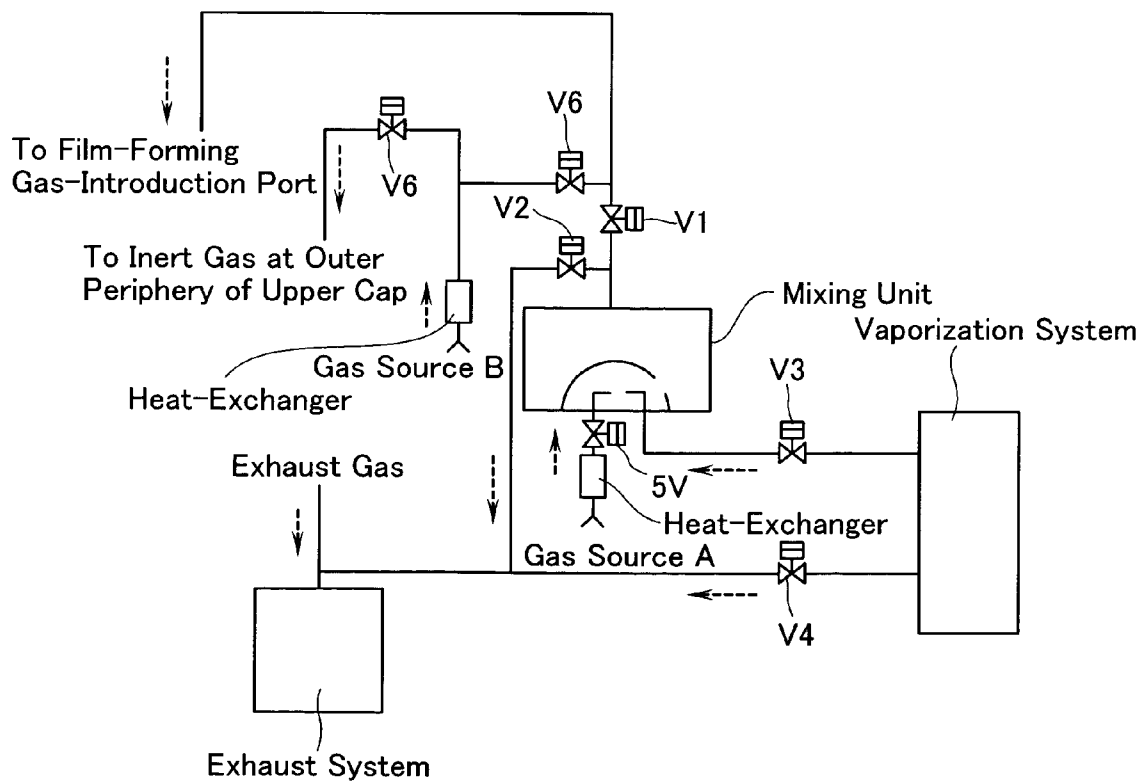 V6
To Film-Forming
Gas-Introduction Port
V6
V2
V1
To Inert Gas at Outer
Periphery of Upper Cap
Mixing Unit
Vaporization System
Gas Source B
Heat-Exchanger
V3
Exhaust Gas
5V
Heat-Exchanger
Gas Source A
V4
Exhaust System